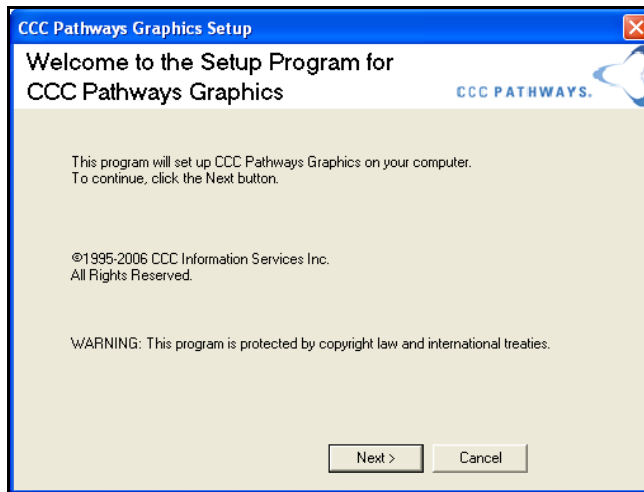 CCC Pathways Graphics Setup
Welcome to the Setup Program for
CCC Pathways Graphics
CCC PATHWAYS.
This program will set up CCC Pathways Graphics on your computer.
To continue, click the Next button.
©1995-2006 CCC Information Services Inc.
All Rights Reserved.
WARNING: This program is protected by copyright law and international treaties.
Next > Cancel